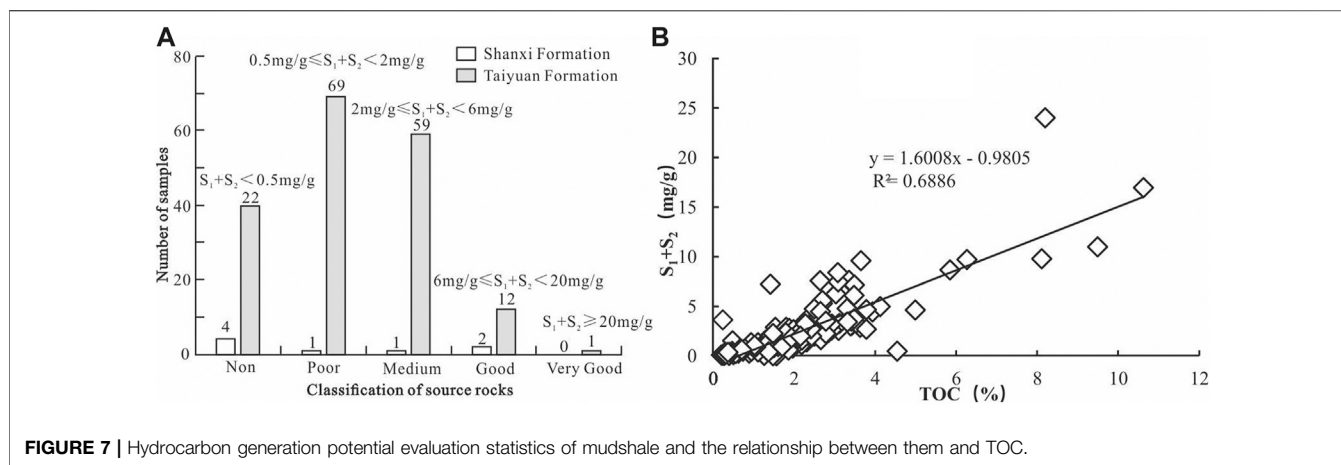 A
Number of samples
80
60
40
20
0
Shanxi Formation
Taiyuan Formation
S₁+S₂＜0.5mg/g
0.5mg/g≤S₁+S₂＜2mg/g
2mg/g≤S₁+S₂＜6mg/g
6mg/g≤S₁+S₂＜20mg/g
S₁+S₂≥20mg/g
4
22
1
69
1
59
2
12
0
1
Non Poor Medium Good Very Good
Classification of source rocks
B
S₁+S₂ (mg/g)
30
25
20
15
10
5
0
y = 1.6008x - 0.9805
R²= 0.6886
0 2 4 6 8 10 12
TOC (%)
FIGURE 7 | Hydrocarbon generation potential evaluation statistics of mudshale and the relationship between them and TOC.